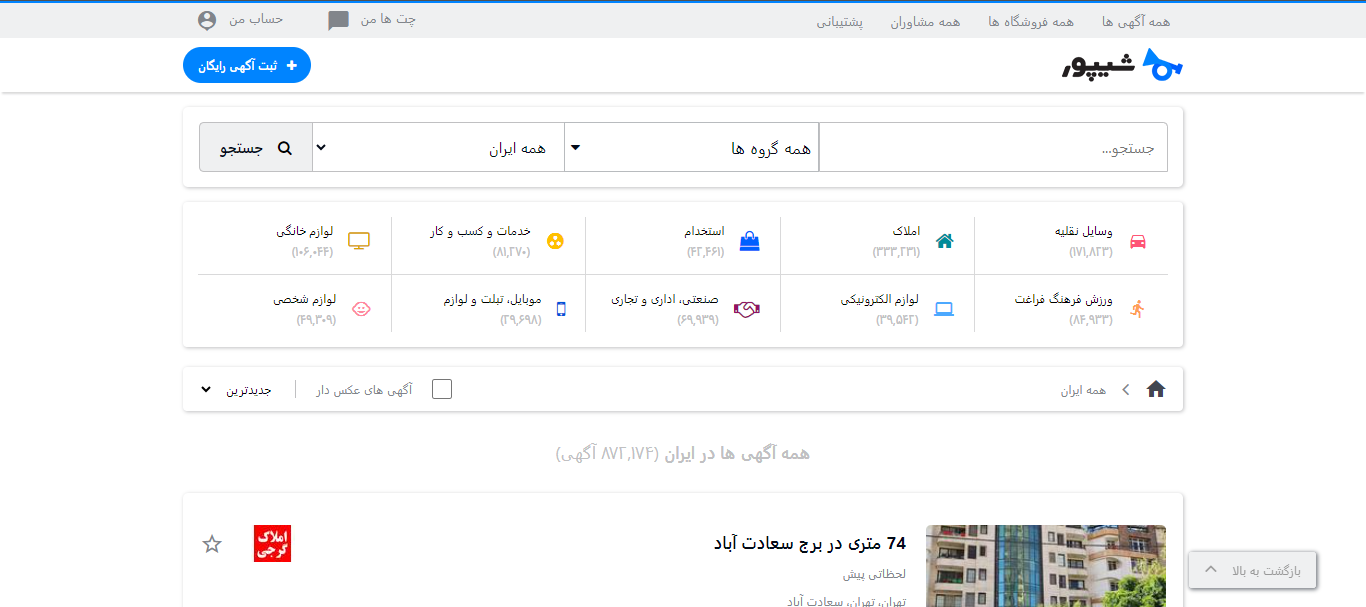 همه آگهی ها
همه فروشگاه ها
همه مشاوران
پشتیبانی
چت ها من
حساب من
شیپور
+ ثبت آگهی رایگان
جستجو...
همه گروه ها
همه ایران
جستجو
وسایل نقلیه
(۱۷۱,۸۲۳)
املاک
(۳۳۳,۲۳۱)
استخدام
(۴۲,۴۶۱)
خدمات و کسب و کار
(۸۱,۲۷۰)
لوازم خانگی
(۱۰۶,۰۴۴)
ورزش فرهنگ فراغت
(۸۴,۹۳۳)
لوازم الکترونیکی
(۳۹,۵۴۲)
صنعتی، اداری و تجاری
(۶۹,۹۳۹)
موبایل، تبلت و لوازم
(۲۹,۶۹۸)
لوازم شخصی
(۴۹,۳۰۹)
همه ایران
آگهی های عکس دار
جدیدترین
همه آگهی ها در ایران (۸۷۲,۱۷۴ آگهی)
74 متری در برج سعادت آباد
لحظاتی پیش
تهران، تهران، سعادت آباد
املاک
گرجی
بازگشت به بالا